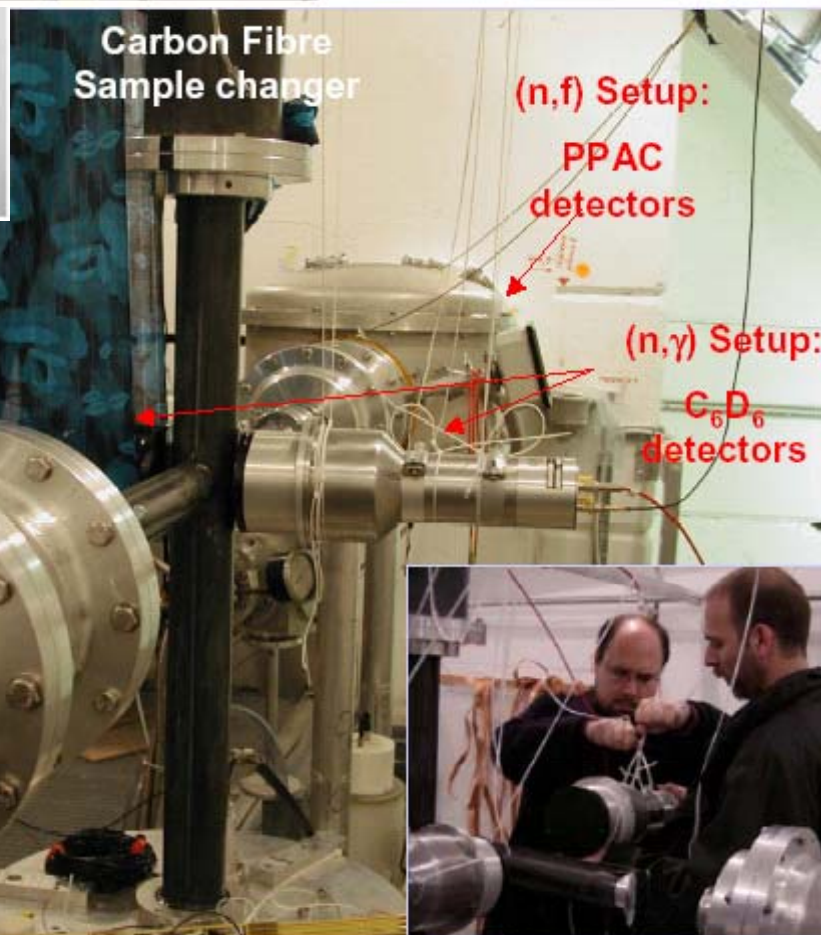 Carbon Fibre
Sample changer
(n,f) Setup:
PPAC
detectors
(n,γ) Setup:
C₆D₆
detectors